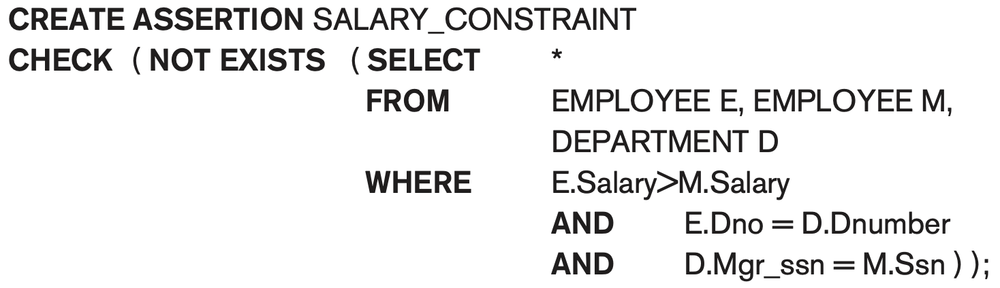 CREATE ASSERTION SALARY_CONSTRAINT
CHECK ( NOT EXISTS ( SELECT *
FROM EMPLOYEE E, EMPLOYEE M,
DEPARTMENT D
WHERE E.Salary>M.Salary
AND E.Dno = D.Dnumber
AND D.Mgr_ssn = M.Ssn ) );